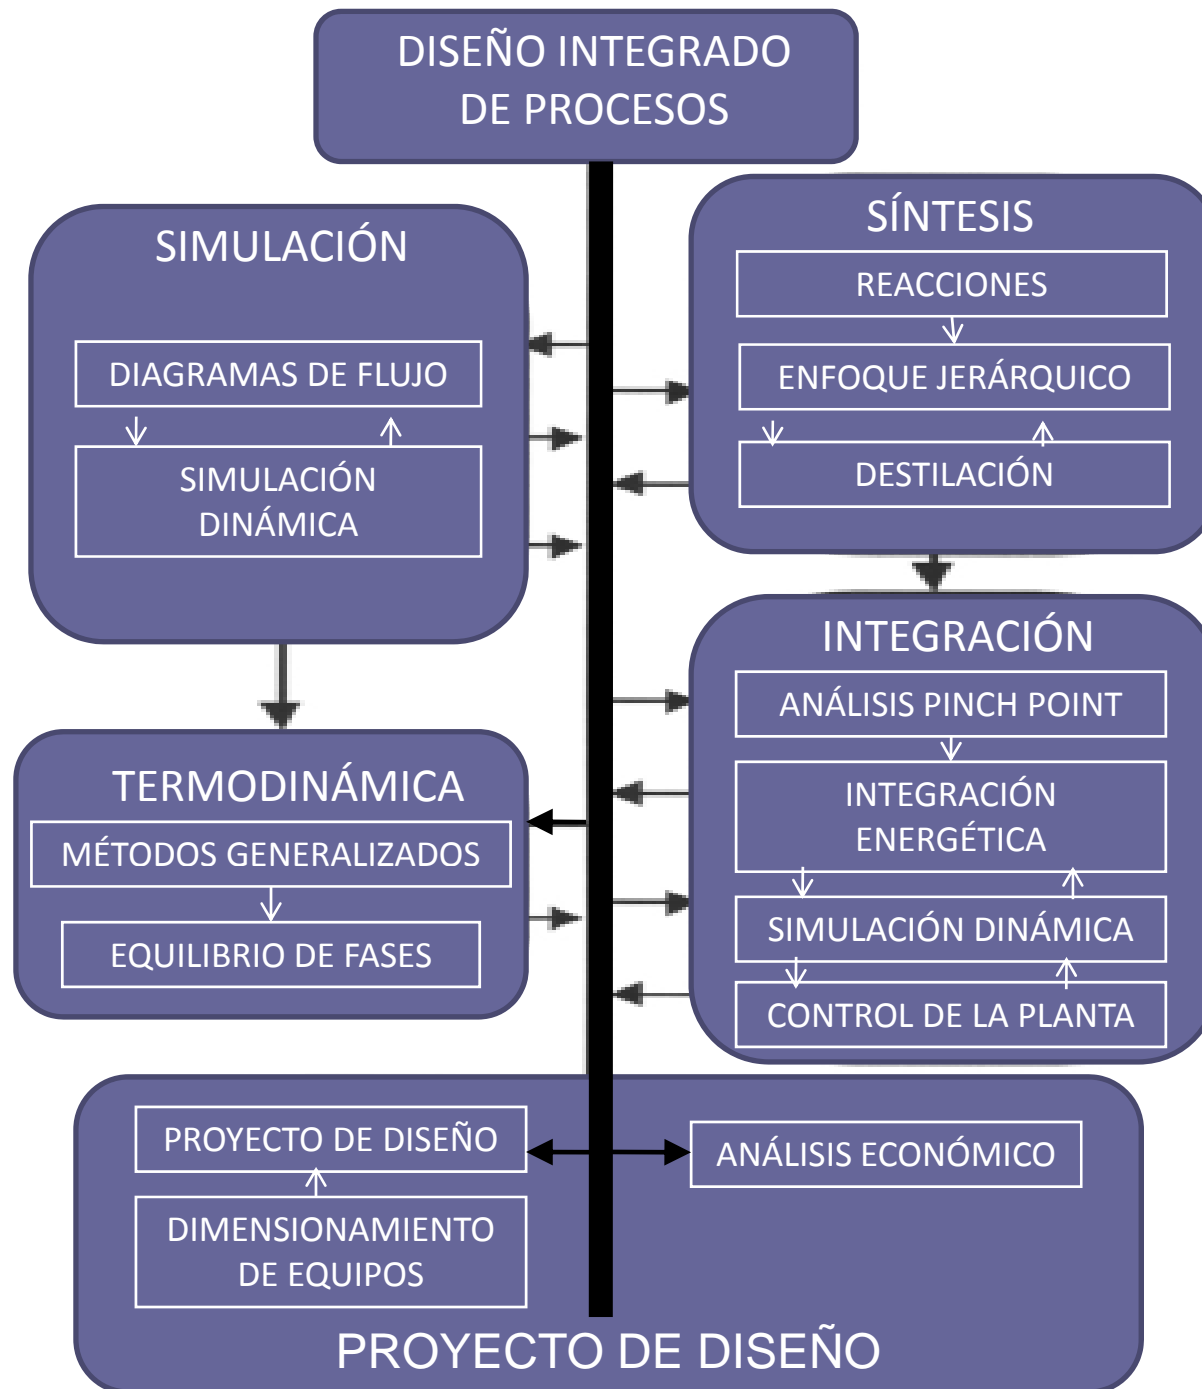 DISEÑO INTEGRADO
DE PROCESOS
SIMULACIÓN
DIAGRAMAS DE FLUJO
SIMULACIÓN
DINÁMICA
SÍNTESIS
REACCIONES
ENFOQUE JERÁRQUICO
DESTILACIÓN
TERMODINÁMICA
MÉTODOS GENERALIZADOS
EQUILIBRIO DE FASES
INTEGRACIÓN
ANÁLISIS PINCH POINT
INTEGRACIÓN
ENERGÉTICA
SIMULACIÓN DINÁMICA
CONTROL DE LA PLANTA
PROYECTO DE DISEÑO
DIMENSIONAMIENTO
DE EQUIPOS
ANÁLISIS ECONÓMICO
PROYECTO DE DISEÑO